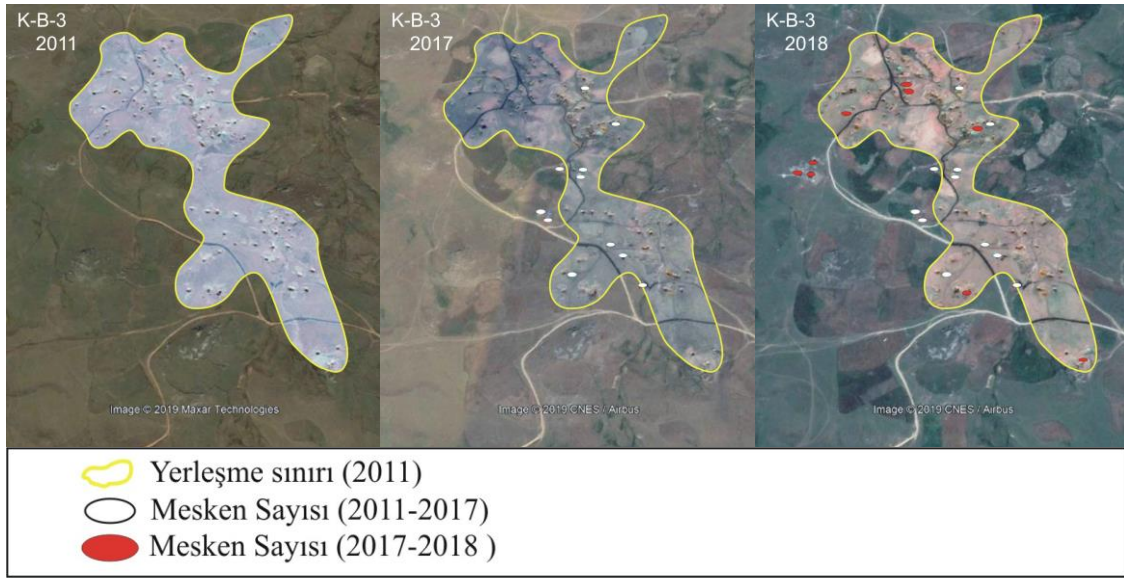 K-B-3
2011
K-B-3
2017
K-B-3
2018
Image © 2019 Maxar Technologies
Image © 2019 CNES / Airbus
Image © 2019 CNES / Airbus
Yerleşme sınırı (2011)
Mesken Sayısı (2011-2017)
Mesken Sayısı (2017-2018 )